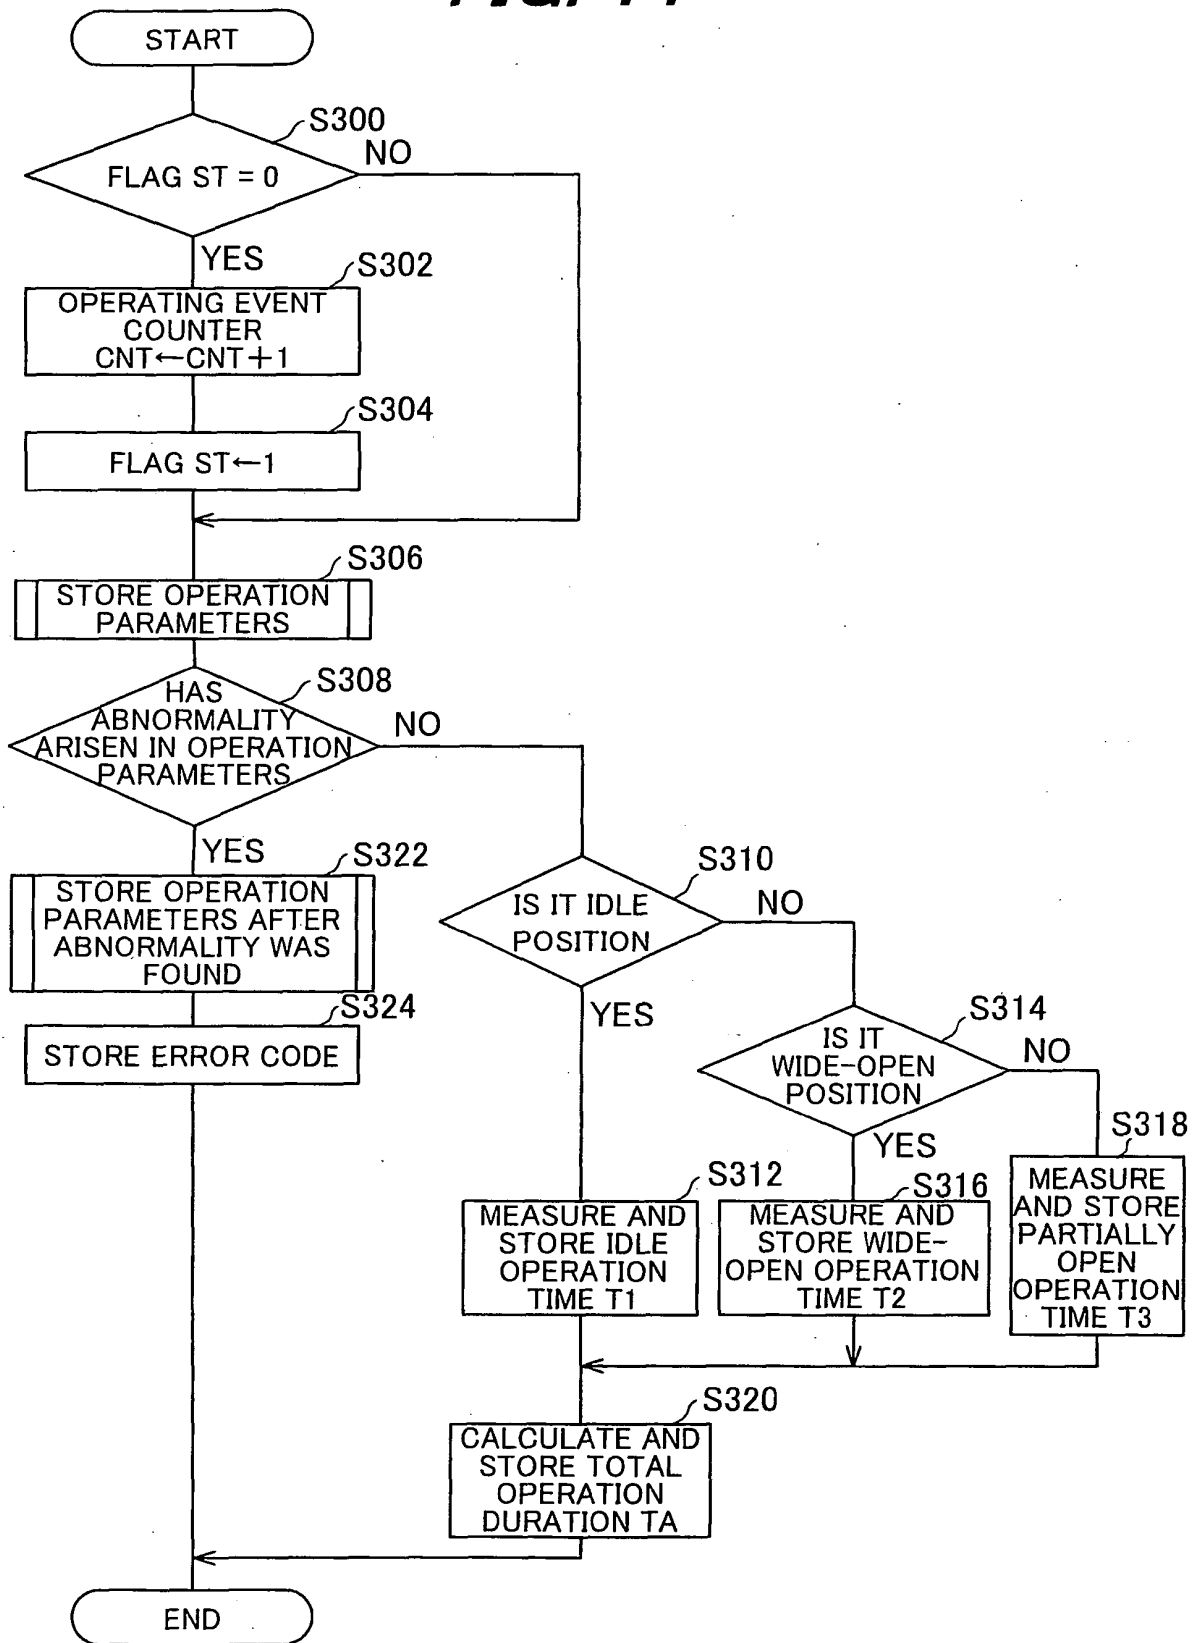 START
S300
FLAG ST = 0
NO
YES
S302
OPERATING EVENT
COUNTER
CNT←CNT+1
S304
FLAG ST←1
S306
STORE OPERATION
PARAMETERS
S308
HAS
ABNORMALITY
ARISEN IN OPERATION
PARAMETERS
NO
YES
S322
STORE OPERATION
PARAMETERS AFTER
ABNORMALITY WAS
FOUND
S324
STORE ERROR CODE
S310
IS IT IDLE
POSITION
NO
YES
S314
IS IT
WIDE-OPEN
POSITION
NO
YES
S312
MEASURE AND
STORE IDLE
OPERATION
TIME T1
S316
MEASURE AND
STORE WIDE-
OPEN OPERATION
TIME T2
S318
MEASURE
AND STORE
PARTIALLY
OPEN
OPERATION
TIME T3
S320
CALCULATE AND
STORE TOTAL
OPERATION
DURATION TA
END